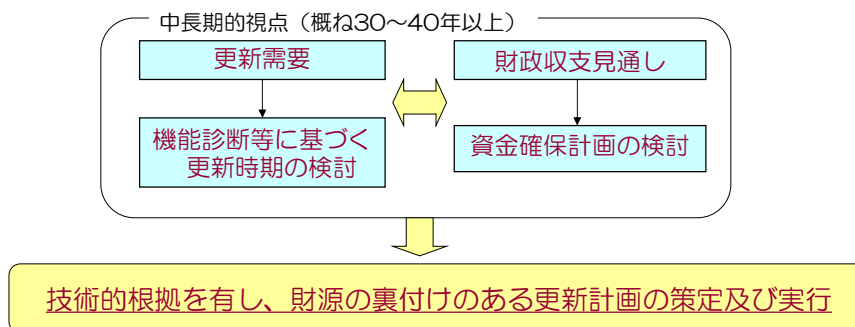 中長期的視点（概ね30～40年以上）
更新需要
財政収支見通し
機能診断等に基づく
更新時期の検討
資金確保計画の検討
技術的根拠を有し、財源の裏付けのある更新計画の策定及び実行